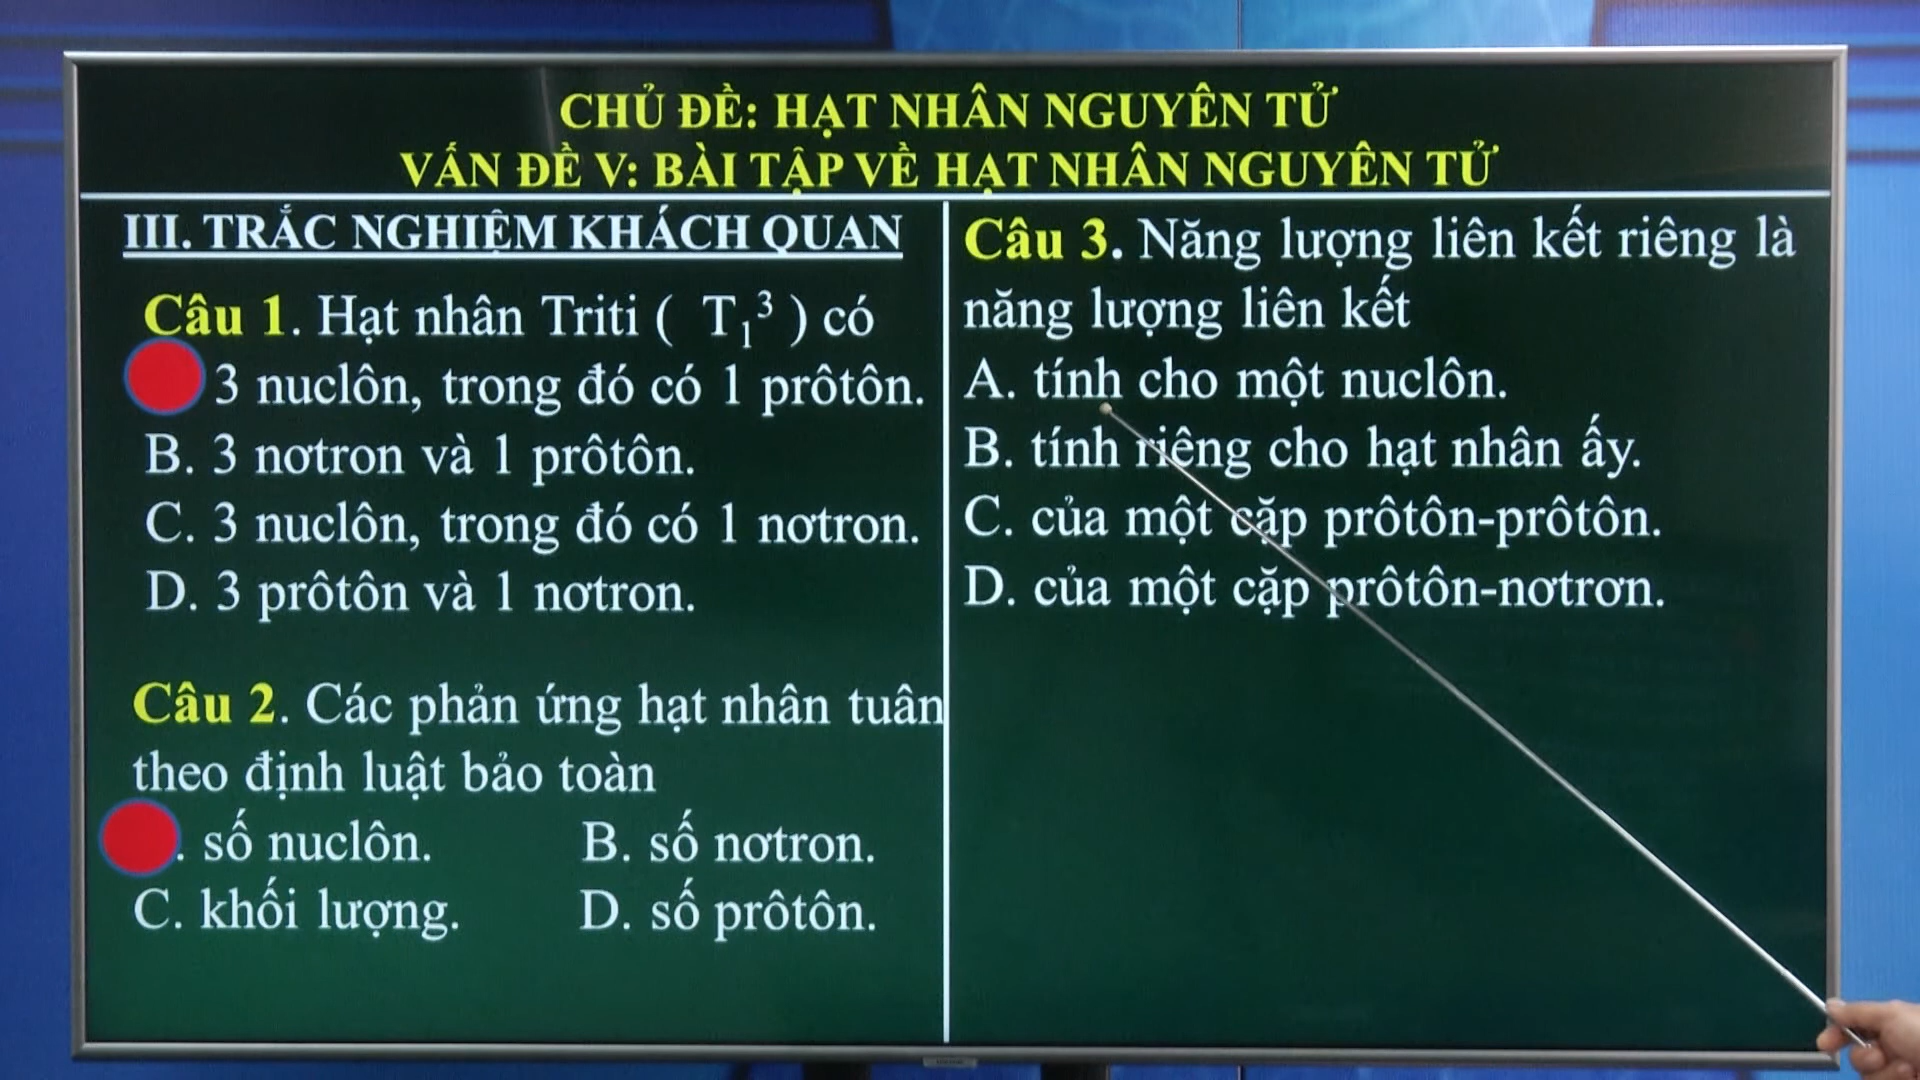 CHỦ ĐỀ: HẠT NHÂN NGUYÊN TỬ
VẤN ĐỀ V: BÀI TẬP VỀ HẠT NHÂN NGUYÊN TỬ
III. TRẮC NGHIỆM KHÁCH QUAN
Câu 1. Hạt nhân Triti ( T₁³ ) có
3 nuclôn, trong đó có 1 prôtôn.
B. 3 nơtron và 1 prôtôn.
C. 3 nuclôn, trong đó có 1 nơtron.
D. 3 prôtôn và 1 nơtron.
Câu 2. Các phản ứng hạt nhân tuân
theo định luật bảo toàn
. số nuclôn. B. số nơtron.
C. khối lượng. D. số prôtôn.
Câu 3. Năng lượng liên kết riêng là
năng lượng liên kết
A. tính cho một nuclôn.
B. tính riêng cho hạt nhân ấy.
C. của một cặp prôtôn-prôtôn.
D. của một cặp prôtôn-nơtrơn.